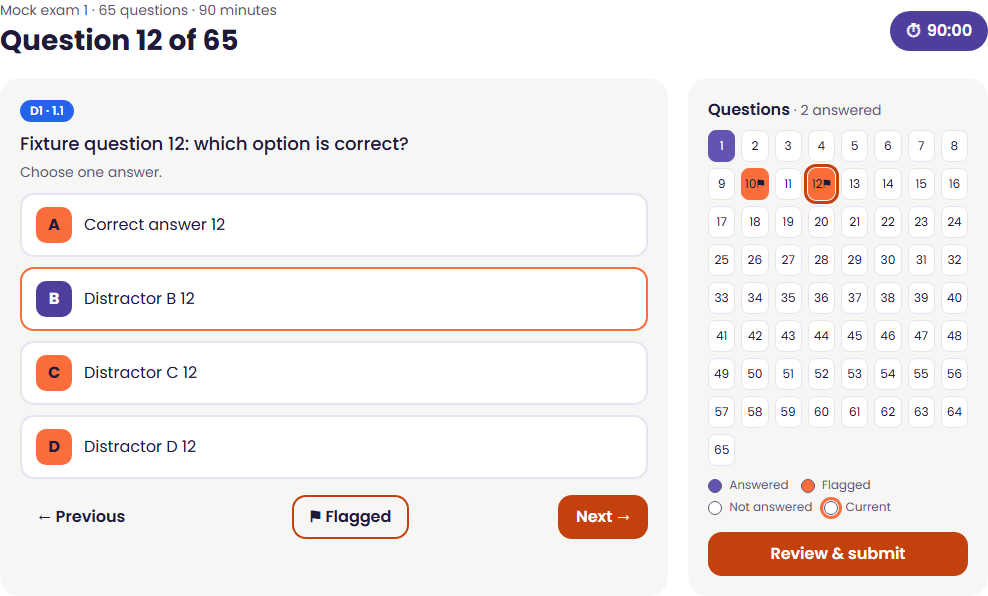 Mock exam 1 · 65 questions · 90 minutes
Question 12 of 65
⏱ 90:00
D1 · 1.1
Fixture question 12: which option is correct?
Choose one answer.
A Correct answer 12
B Distractor B 12
C Distractor C 12
D Distractor D 12
← Previous
⚑ Flagged
Next →
Questions · 2 answered
1 2 3 4 5 6 7 8
9 10⚑ 11 12⚑ 13 14 15 16
17 18 19 20 21 22 23 24
25 26 27 28 29 30 31 32
33 34 35 36 37 38 39 40
41 42 43 44 45 46 47 48
49 50 51 52 53 54 55 56
57 58 59 60 61 62 63 64
65
Answered Flagged
Not answered Current
Review & submit